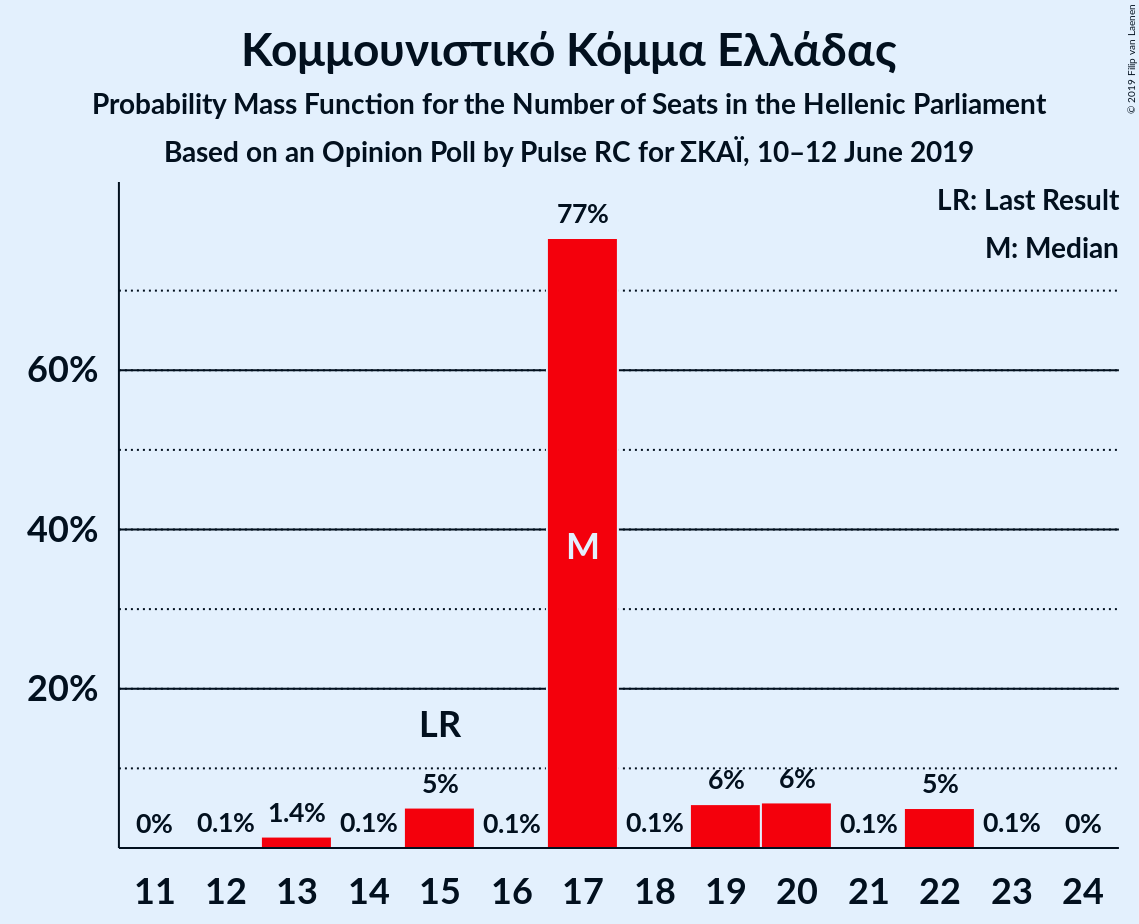 Κομμουνιστικό Κόμμα Ελλάδας
Probability Mass Function for the Number of Seats in the Hellenic Parliament
Based on an Opinion Poll by Pulse RC for ΣΚΑΪ, 10–12 June 2019
© 2019 Filip van Laenen
LR: Last Result
M: Median
77%
60%
40%
20%
M
LR
0%
0.1%
1.4%
0.1%
5%
0.1%
0.1%
6%
6%
0.1%
5%
0.1%
0%
11 12 13 14 15 16 17 18 19 20 21 22 23 24